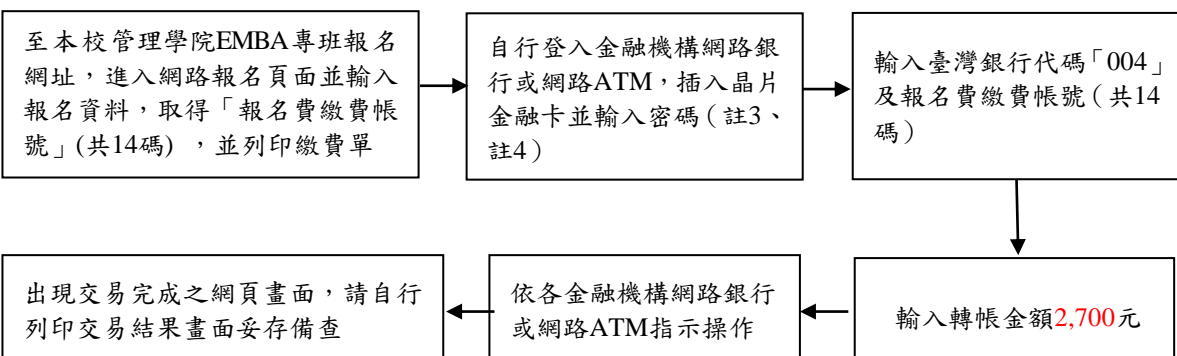 至本校管理學院EMBA專班報名
網址，進入網路報名頁面並輸入
報名資料，取得「報名費繳費帳
號」(共14碼) ，並列印繳費單
自行登入金融機構網路銀
行或網路ATM，插入晶片
金融卡並輸入密碼（註3、
註4）
輸入臺灣銀行代碼「004」
及報名費繳費帳號（共14
碼）
輸入轉帳金額2,700元
依各金融機構網路銀行
或網路ATM指示操作
出現交易完成之網頁畫面，請自行
列印交易結果畫面妥存備查